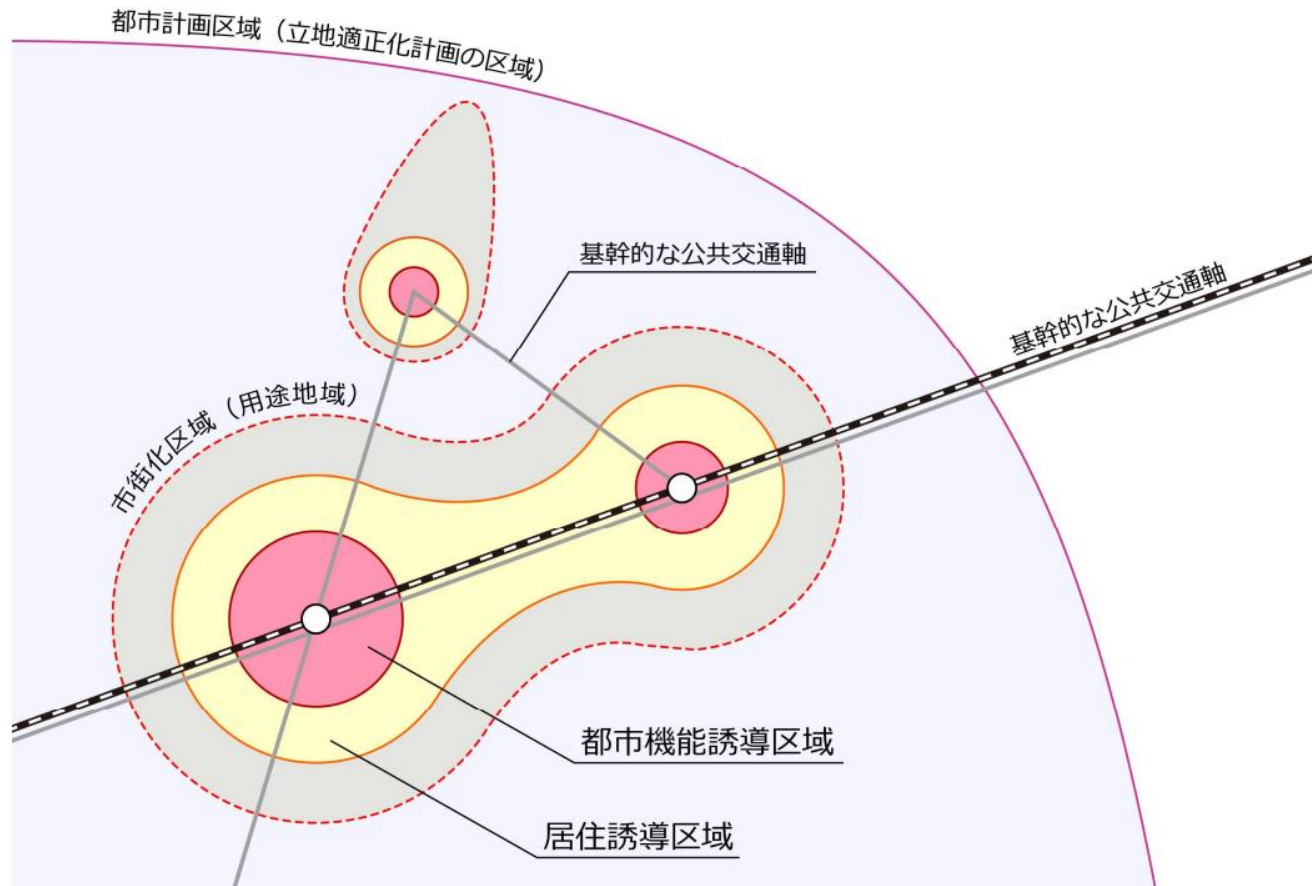 都市計画区域（立地適正化計画の区域）
基幹的な公共交通軸
基幹的な公共交通軸
市街化区域（用途地域）
都市機能誘導区域
居住誘導区域